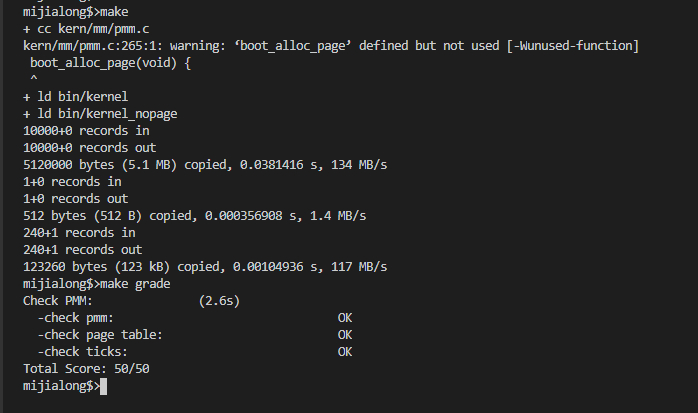 mijialong$>make
+ cc kern/mm/pmm.c
kern/mm/pmm.c:265:1: warning: ‘boot_alloc_page’ defined but not used [-Wunused-function]
 boot_alloc_page(void) {
 ^
+ ld bin/kernel
+ ld bin/kernel_nopage
10000+0 records in
10000+0 records out
5120000 bytes (5.1 MB) copied, 0.0381416 s, 134 MB/s
1+0 records in
1+0 records out
512 bytes (512 B) copied, 0.000356908 s, 1.4 MB/s
240+1 records in
240+1 records out
123260 bytes (123 kB) copied, 0.00104936 s, 117 MB/s
mijialong$>make grade
Check PMM:               (2.6s)
  -check pmm:                                OK
  -check page table:                         OK
  -check ticks:                              OK
Total Score: 50/50
mijialong$>